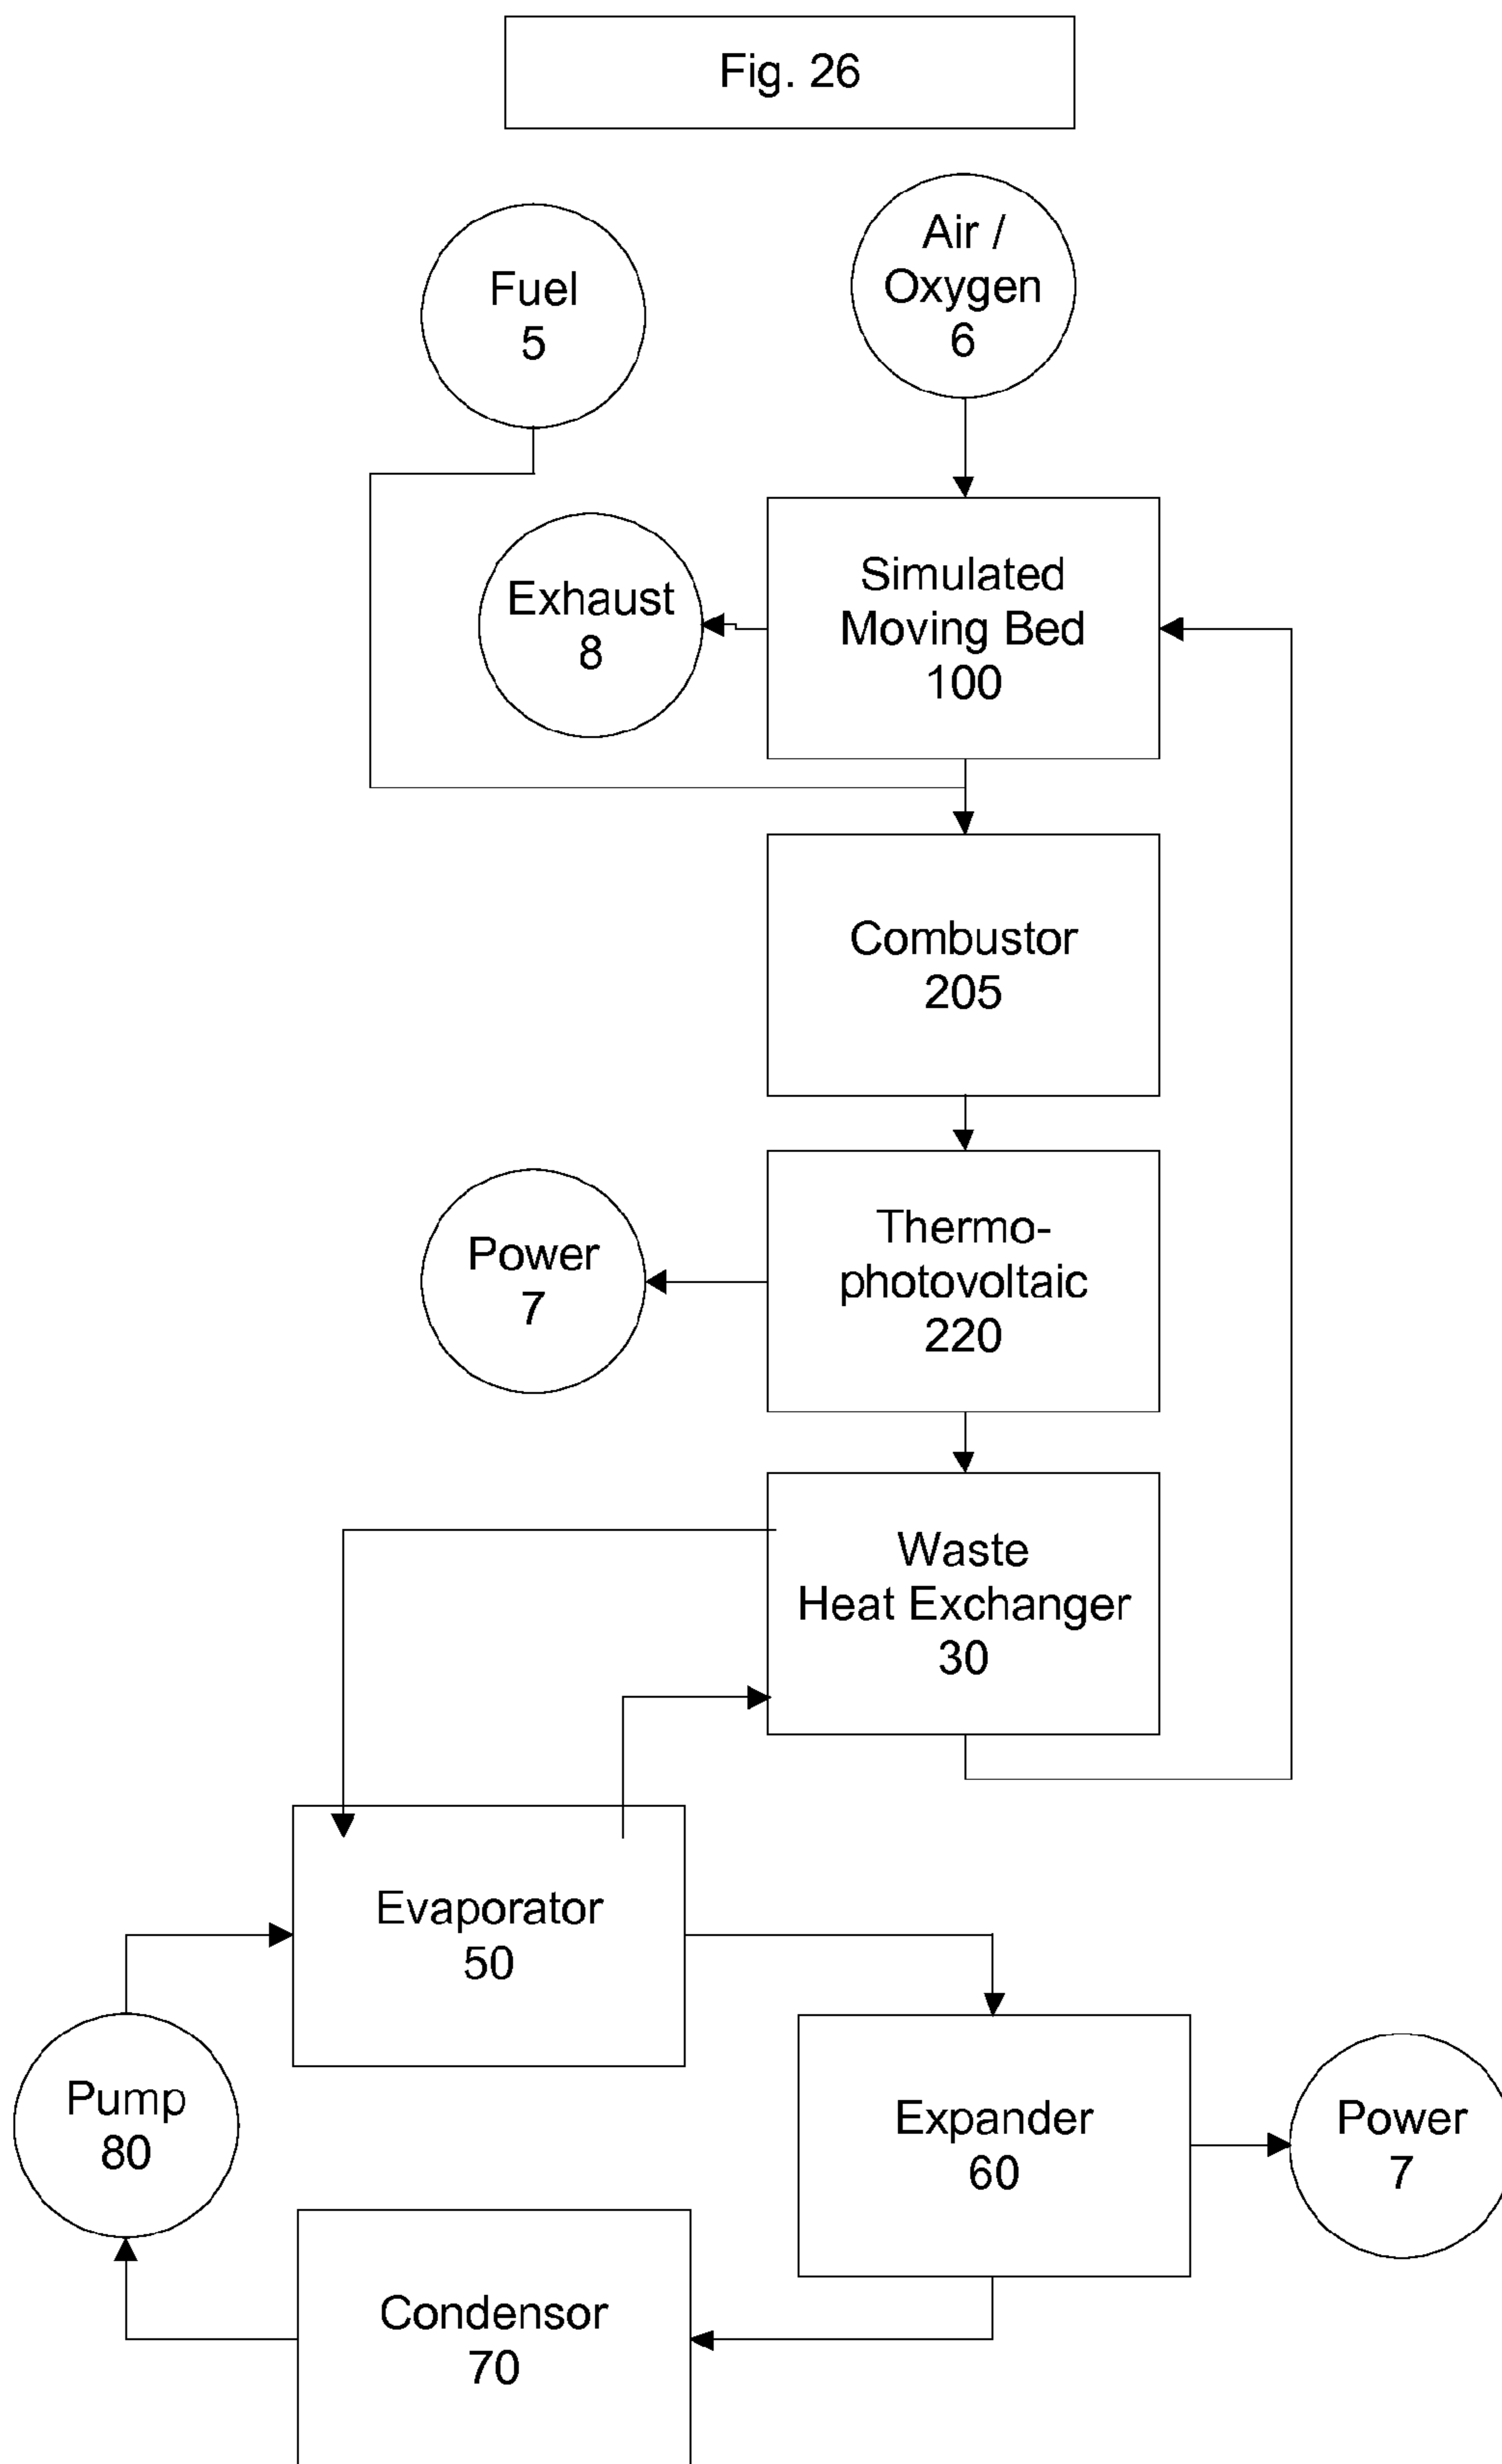 Fig. 26
Fuel
5
Air /
Oxygen
6
Exhaust
8
Simulated
Moving Bed
100
Combustor
205
Power
7
Thermo-
photovoltaic
220
Waste
Heat Exchanger
30
Evaporator
50
Pump
80
Expander
60
Power
7
Condensor
70